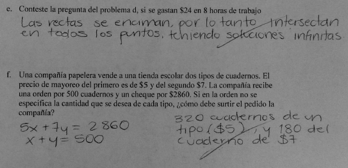 e. Conteste la pregunta del problema d, si se gastan $24 en 8 horas de trabajo
Las rectas se enciman, por lo tanto intersectan
en todos los puntos, teniendo soluciones infinitas
f. Una compañía papelera vende a una tienda escolar dos tipos de cuadernos. El
precio de mayoreo del primero es de $5 y del segundo $7. La compañía recibe
una orden por 500 cuadernos y un cheque por $2860. Si en la orden no se
especifica la cantidad que se desea de cada tipo, ¿cómo debe surtir el pedido la
compañía?
320 cuadernos de un
5x + 7y = 2860
tipo ($5) y 180 del
x + y = 500
cuaderno de $7